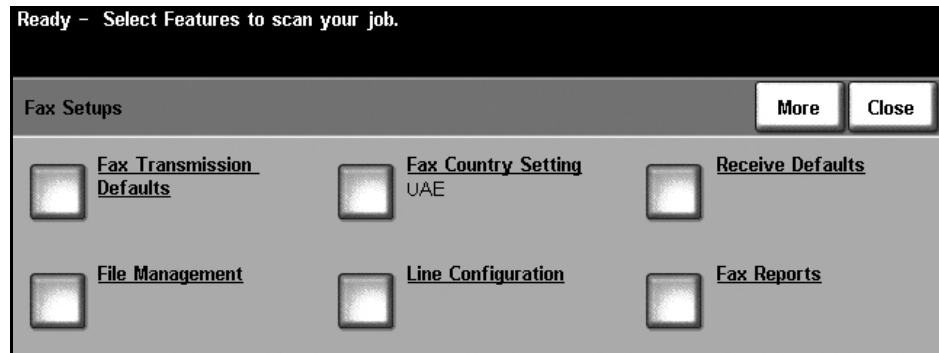 Ready - Select Features to scan your job.
Fax Setups
More
Close
Fax Transmission
Defaults
Fax Country Setting
UAE
Receive Defaults
File Management
Line Configuration
Fax Reports